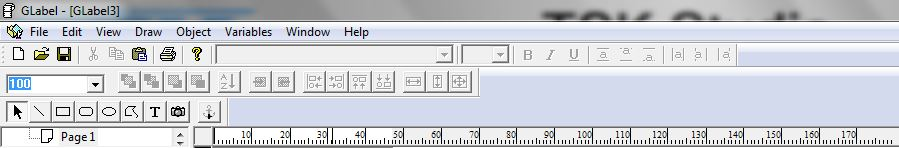 GLabel - [GLabel3]
File Edit View Draw Object Variables Window Help
B I U
100
T
Page 1
10 20 30 40 50 60 70 80 90 100 110 120 130 140 150 160 170